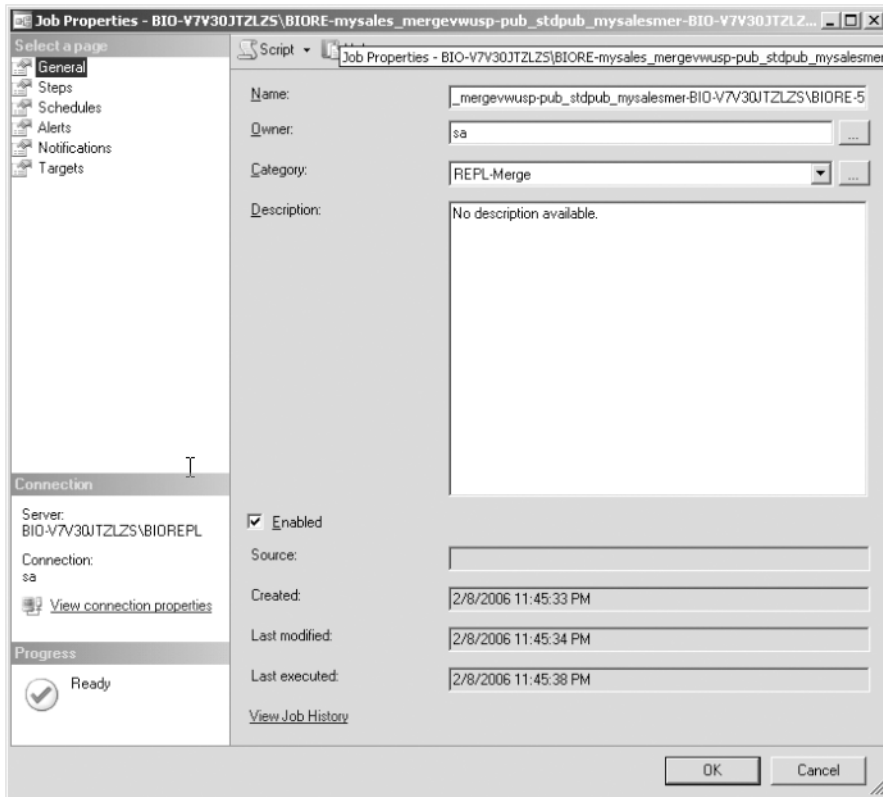 Job Properties - BIO-V7V30JTZLZS\BIORE-mysales_mergevwusp-pub_stdpub_mysalesmer-BIO-V7V30JTZLZ...
Select a page
General
Steps
Schedules
Alerts
Notifications
Targets
Script
Job Properties - BIO-V7V30JTZLZS\BIORE-mysales_mergevwusp-pub_stdpub_mysalesmer
Name:
_mergevwusp-pub_stdpub_mysalesmer-BIO-V7V30JTZLZS\BIORE-5
Owner:
sa
...
Category:
REPL-Merge
...
Description:
No description available.
Connection
Server:
BIO-V7V30JTZLZS\BIOREPL
Connection:
sa
View connection properties
Progress
Ready
Enabled
Source:
Created:
2/8/2006 11:45:33 PM
Last modified:
2/8/2006 11:45:34 PM
Last executed:
2/8/2006 11:45:38 PM
View Job History
OK
Cancel